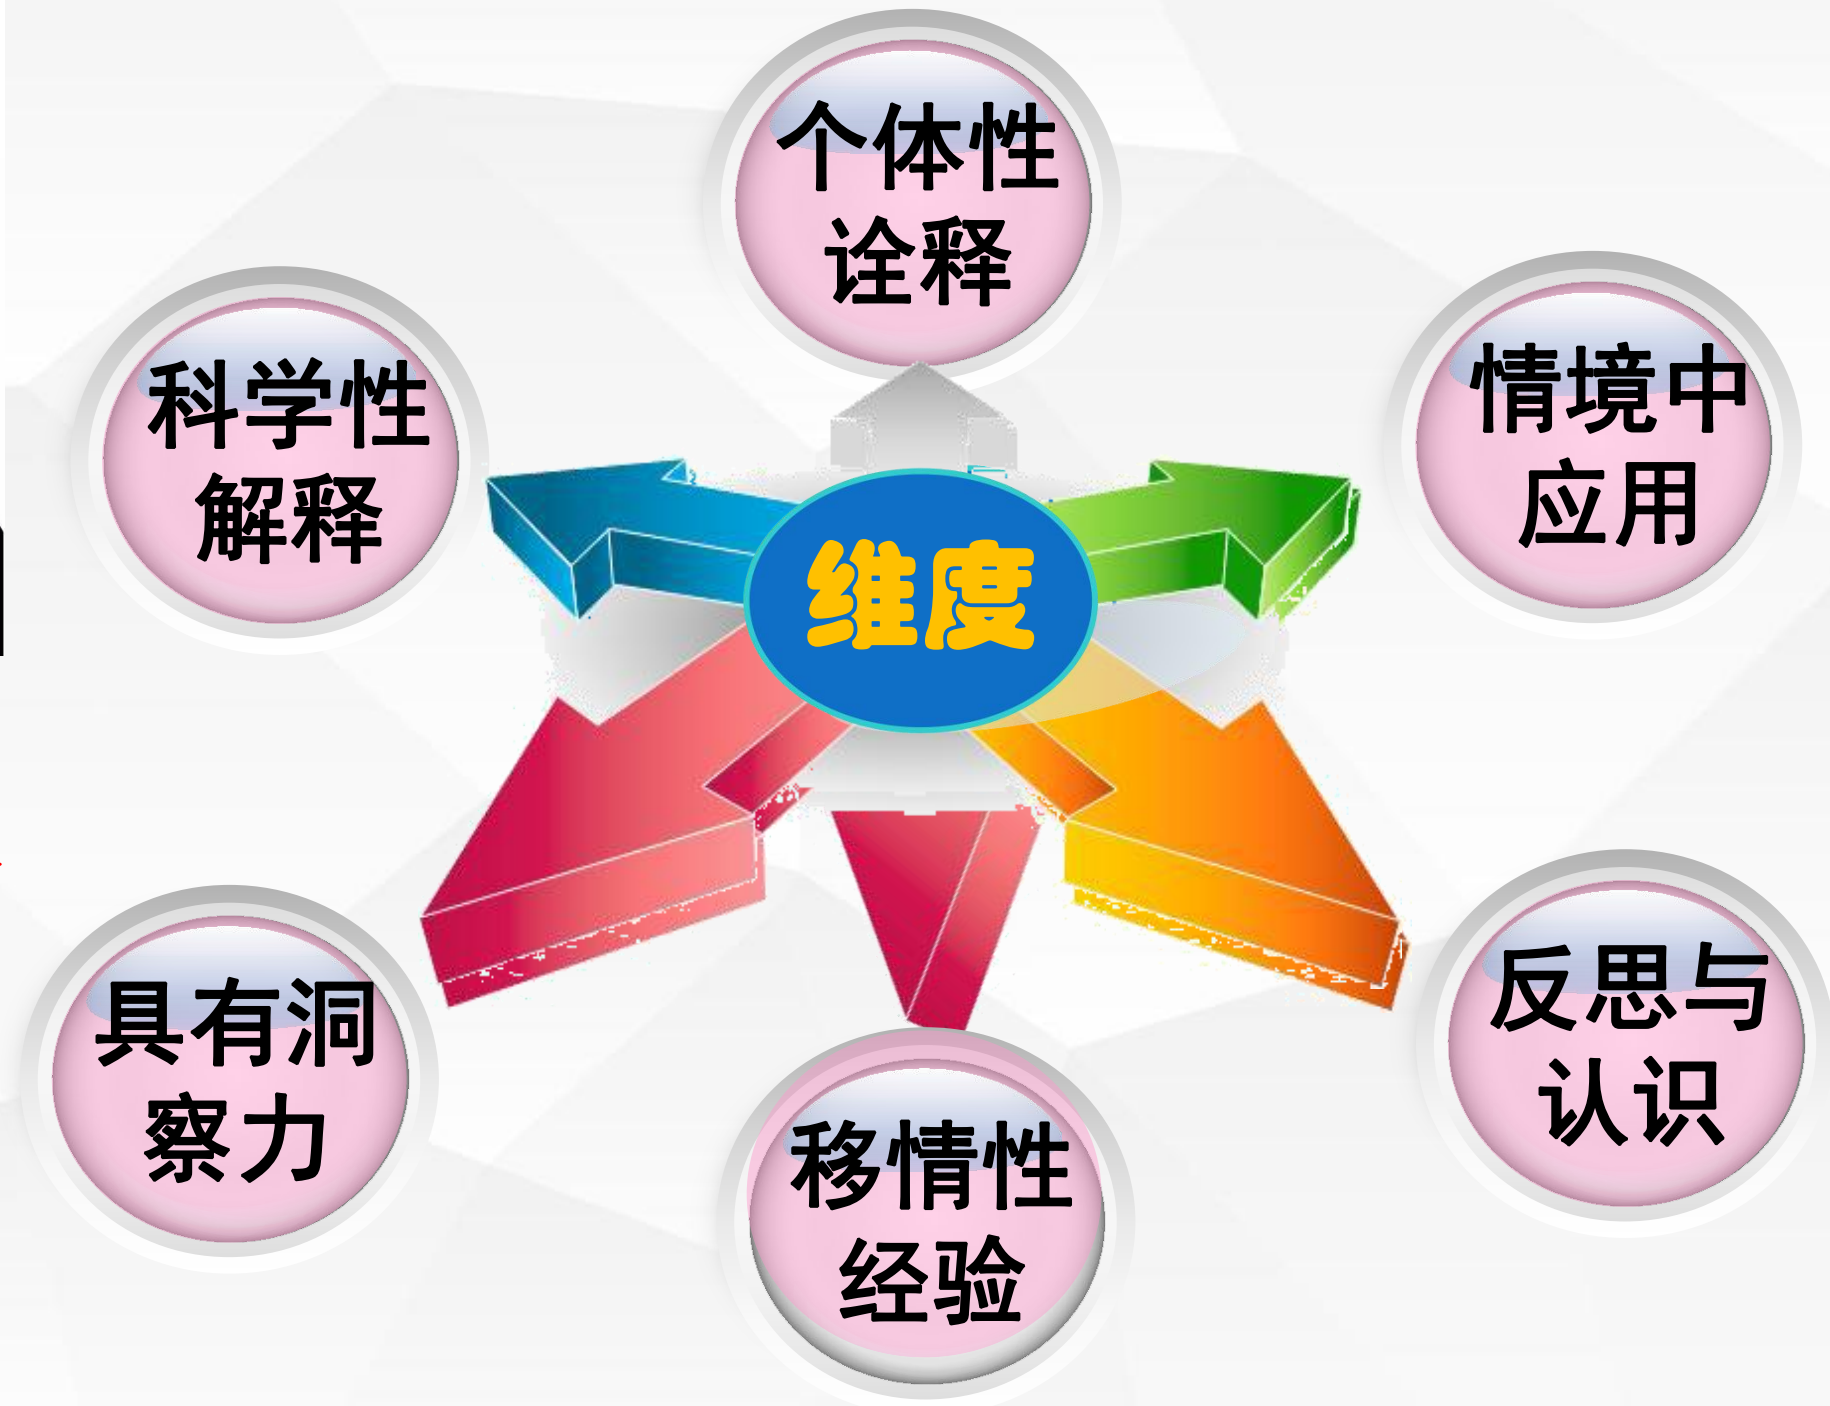 个体性
诠释
科学性
解释
情境中
应用
维度
具有洞
察力
反思与
认识
移情性
经验